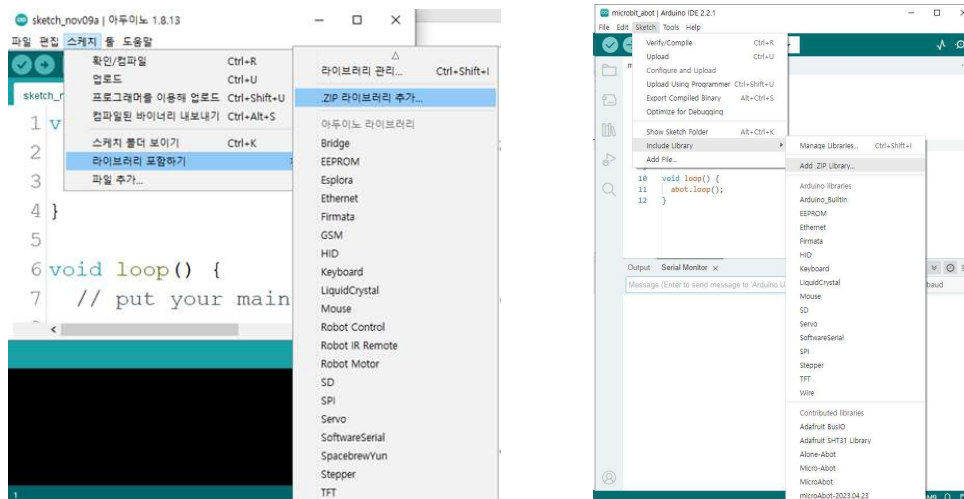 sketch_nov09a | 아두이노 1.8.13
파일 편집 스케치 툴 도움말
확인/컴파일 Ctrl+R
업로드 Ctrl+U
프로그래머를 이용해 업로드 Ctrl+Shift+U
컴파일된 바이너리 내보내기 Ctrl+Alt+S
스케치 폴더 보이기 Ctrl+K
라이브러리 포함하기
파일 추가...
라이브러리 관리... Ctrl+Shift+I
.ZIP 라이브러리 추가...
아두이노 라이브러리
Bridge
EEPROM
Esplora
Ethernet
Firmata
GSM
HID
Keyboard
LiquidCrystal
Mouse
Robot Control
Robot IR Remote
Robot Motor
SD
SPI
Servo
SoftwareSerial
SpacebrewYun
Stepper
TFT
sketch_n
1 v
2
3
4 }
5
6 void loop() {
7 // put your main
1
microbit_abot | Arduino IDE 2.2.1
File Edit Sketch Tools Help
Verify/Compile Ctrl+R
Upload Ctrl+U
Configure and Upload
Upload Using Programmer Ctrl+Shift+U
Export Compiled Binary Alt+Ctrl+S
Optimize for Debugging
Show Sketch Folder Alt+Ctrl+K
Include Library
Add File...
Manage Libraries... Ctrl+Shift+I
Add .ZIP Library...
Arduino libraries
Arduino_BuiltIn
EEPROM
Ethernet
Firmata
HID
Keyboard
LiquidCrystal
Mouse
SD
Servo
SoftwareSerial
SPI
Stepper
TFT
Wire
Contributed libraries
Adafruit BusIO
Adafruit SHT31 Library
Alone-Abot
Micro-Abot
MicroAbot
microAbot-2023.04.23
10 void loop() {
11 abot.loop();
12 }
Output Serial Monitor
Message (Enter to send message to 'Arduino U
baud